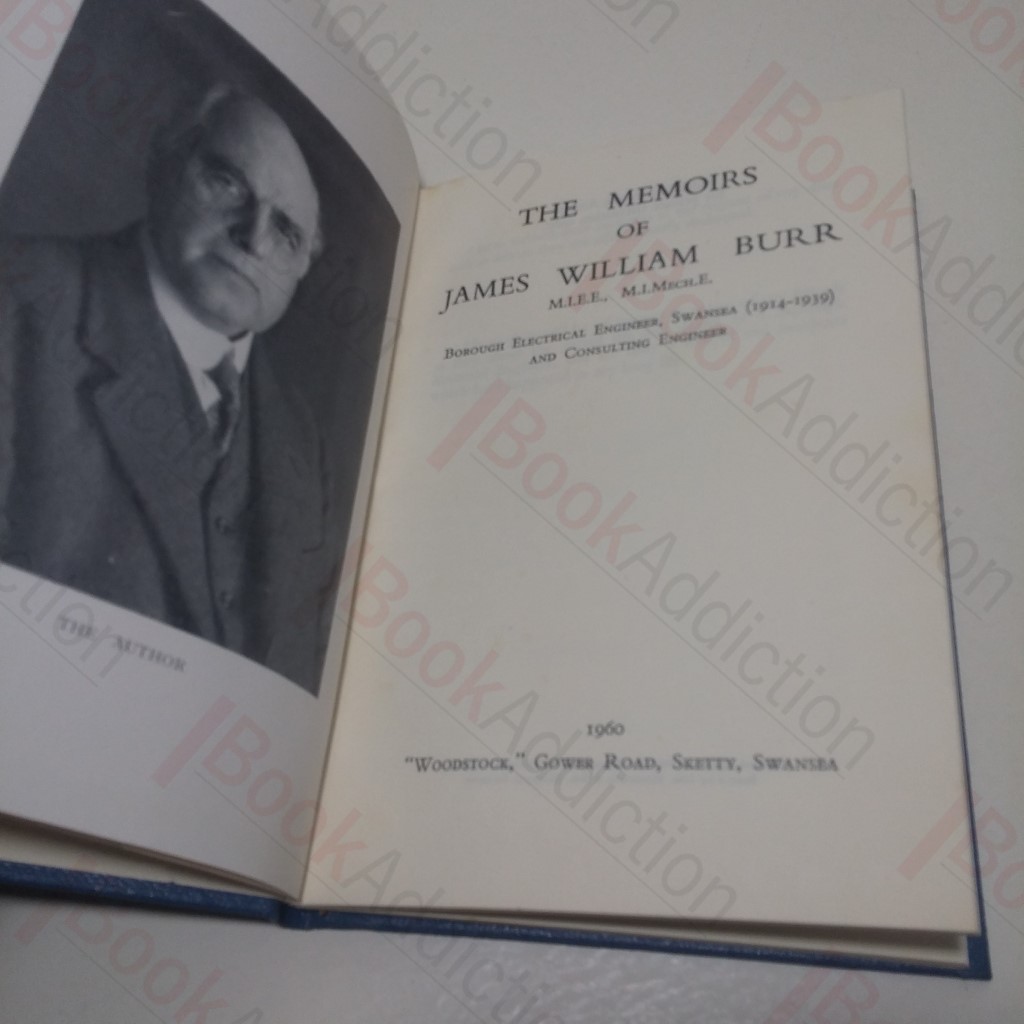 THE AUTHOR
THE MEMOIRS
OF
JAMES WILLIAM BURR
M.I.E.E., M.I.MECH.E.
BOROUGH ELECTRICAL ENGINEER, SWANSEA (1914-1939)
AND CONSULTING ENGINEER
1960
"WOODSTOCK," GOWER ROAD, SKETTY, SWANSEA
BookAddiction